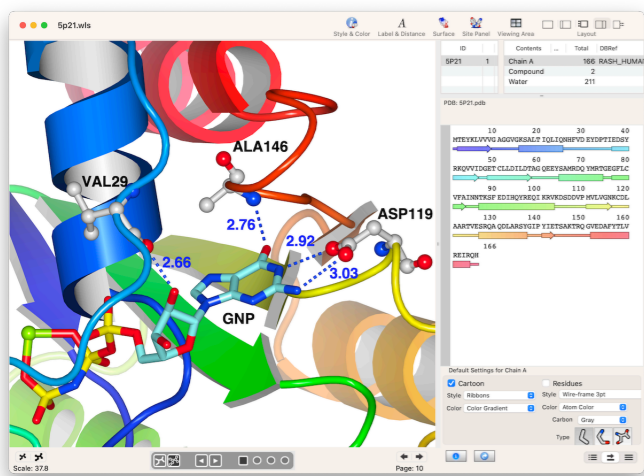 5p21.wls
Style & Color
Label & Distance
Surface
Site Panel
Viewing Area
Layout
ID
5P21 1
Contents ... Total DBRef
Chain A 166 RASH_HUMAN
Compound 2
Water 211
PDB: 5P21.pdb
10 20 30 40
MTEYKLVVVG AGGVGKSALT IQLIQNHFVD EYDPTIEDSY
50 60 70 80
RKQVVIDGET CLLDILDTAG QEEYSAMRDQ YMRTGEGFLC
90 100 110 120
VFAINNTKSF EDIHQYREQI KRVKDSDDVP MVLVGNKCDL
130 140 150 160
AARTVESRQA QDLARSYGIP YIETSAKTRQ GVEDAFYTLV
166
REIRQH
ALA146
VAL29
ASP119
2.76
2.92
2.66
3.03
GNP
Default Settings for Chain A
Cartoon
Residues
Style Ribbons
Style Wire-frame 3pt
Color Color Gradient
Color Atom Color
Carbon Gray
Type
Scale: 37.8
Page: 10